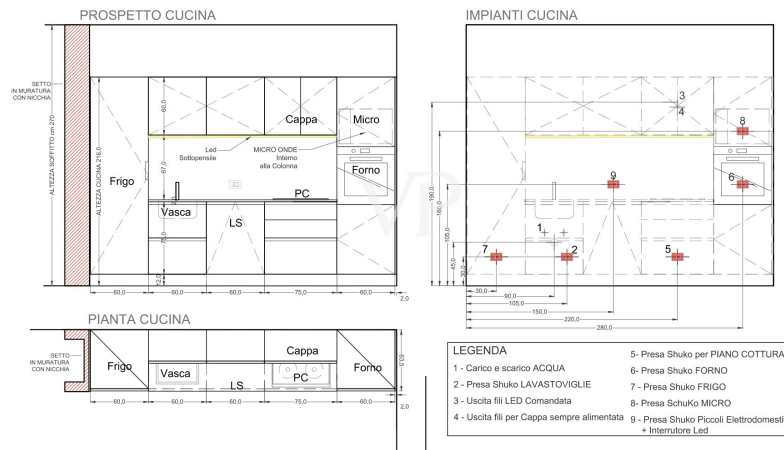 PROSPETTO CUCINA
SETTO
IN MURATURA
CON NICCHIA
ALTEZZA SOFFITTO cm 270
ALTEZZA CUCINA 216,0
60,0
67,0
75,0
12,0
Cappa
Micro
Led
Sottopensile
MICRO ONDE
Interno
alla Colonna
Frigo
Forno
PC
Vasca
LS
60,0
60,0
60,0
75,0
60,0
2,0
PIANTA CUCINA
SETTO
IN MURATURA
CON NICCHIA
Frigo
Vasca
LS
Cappa
PC
Forno
63,5
60,0
60,0
60,0
75,0
60,0
2,0
VP
IMPIANTI CUCINA
3
4
8
9
6
1
7
2
5
190,0
160,0
105,0
45,0
30,0
90,0
105,0
150,0
220,0
280,0
LEGENDA
1 - Carico e scarico ACQUA
2 - Presa Shuko LAVASTOVIGLIE
3 - Uscita fili LED Comandata
4 - Uscita fili per Cappa sempre alimentata
5- Presa Shuko per PIANO COTTURA
6- Presa Shuko FORNO
7 - Presa Shuko FRIGO
8- Presa SchuKo MICRO
9 - Presa Shuko Piccoli Elettrodomesti
+ Interrutore Led